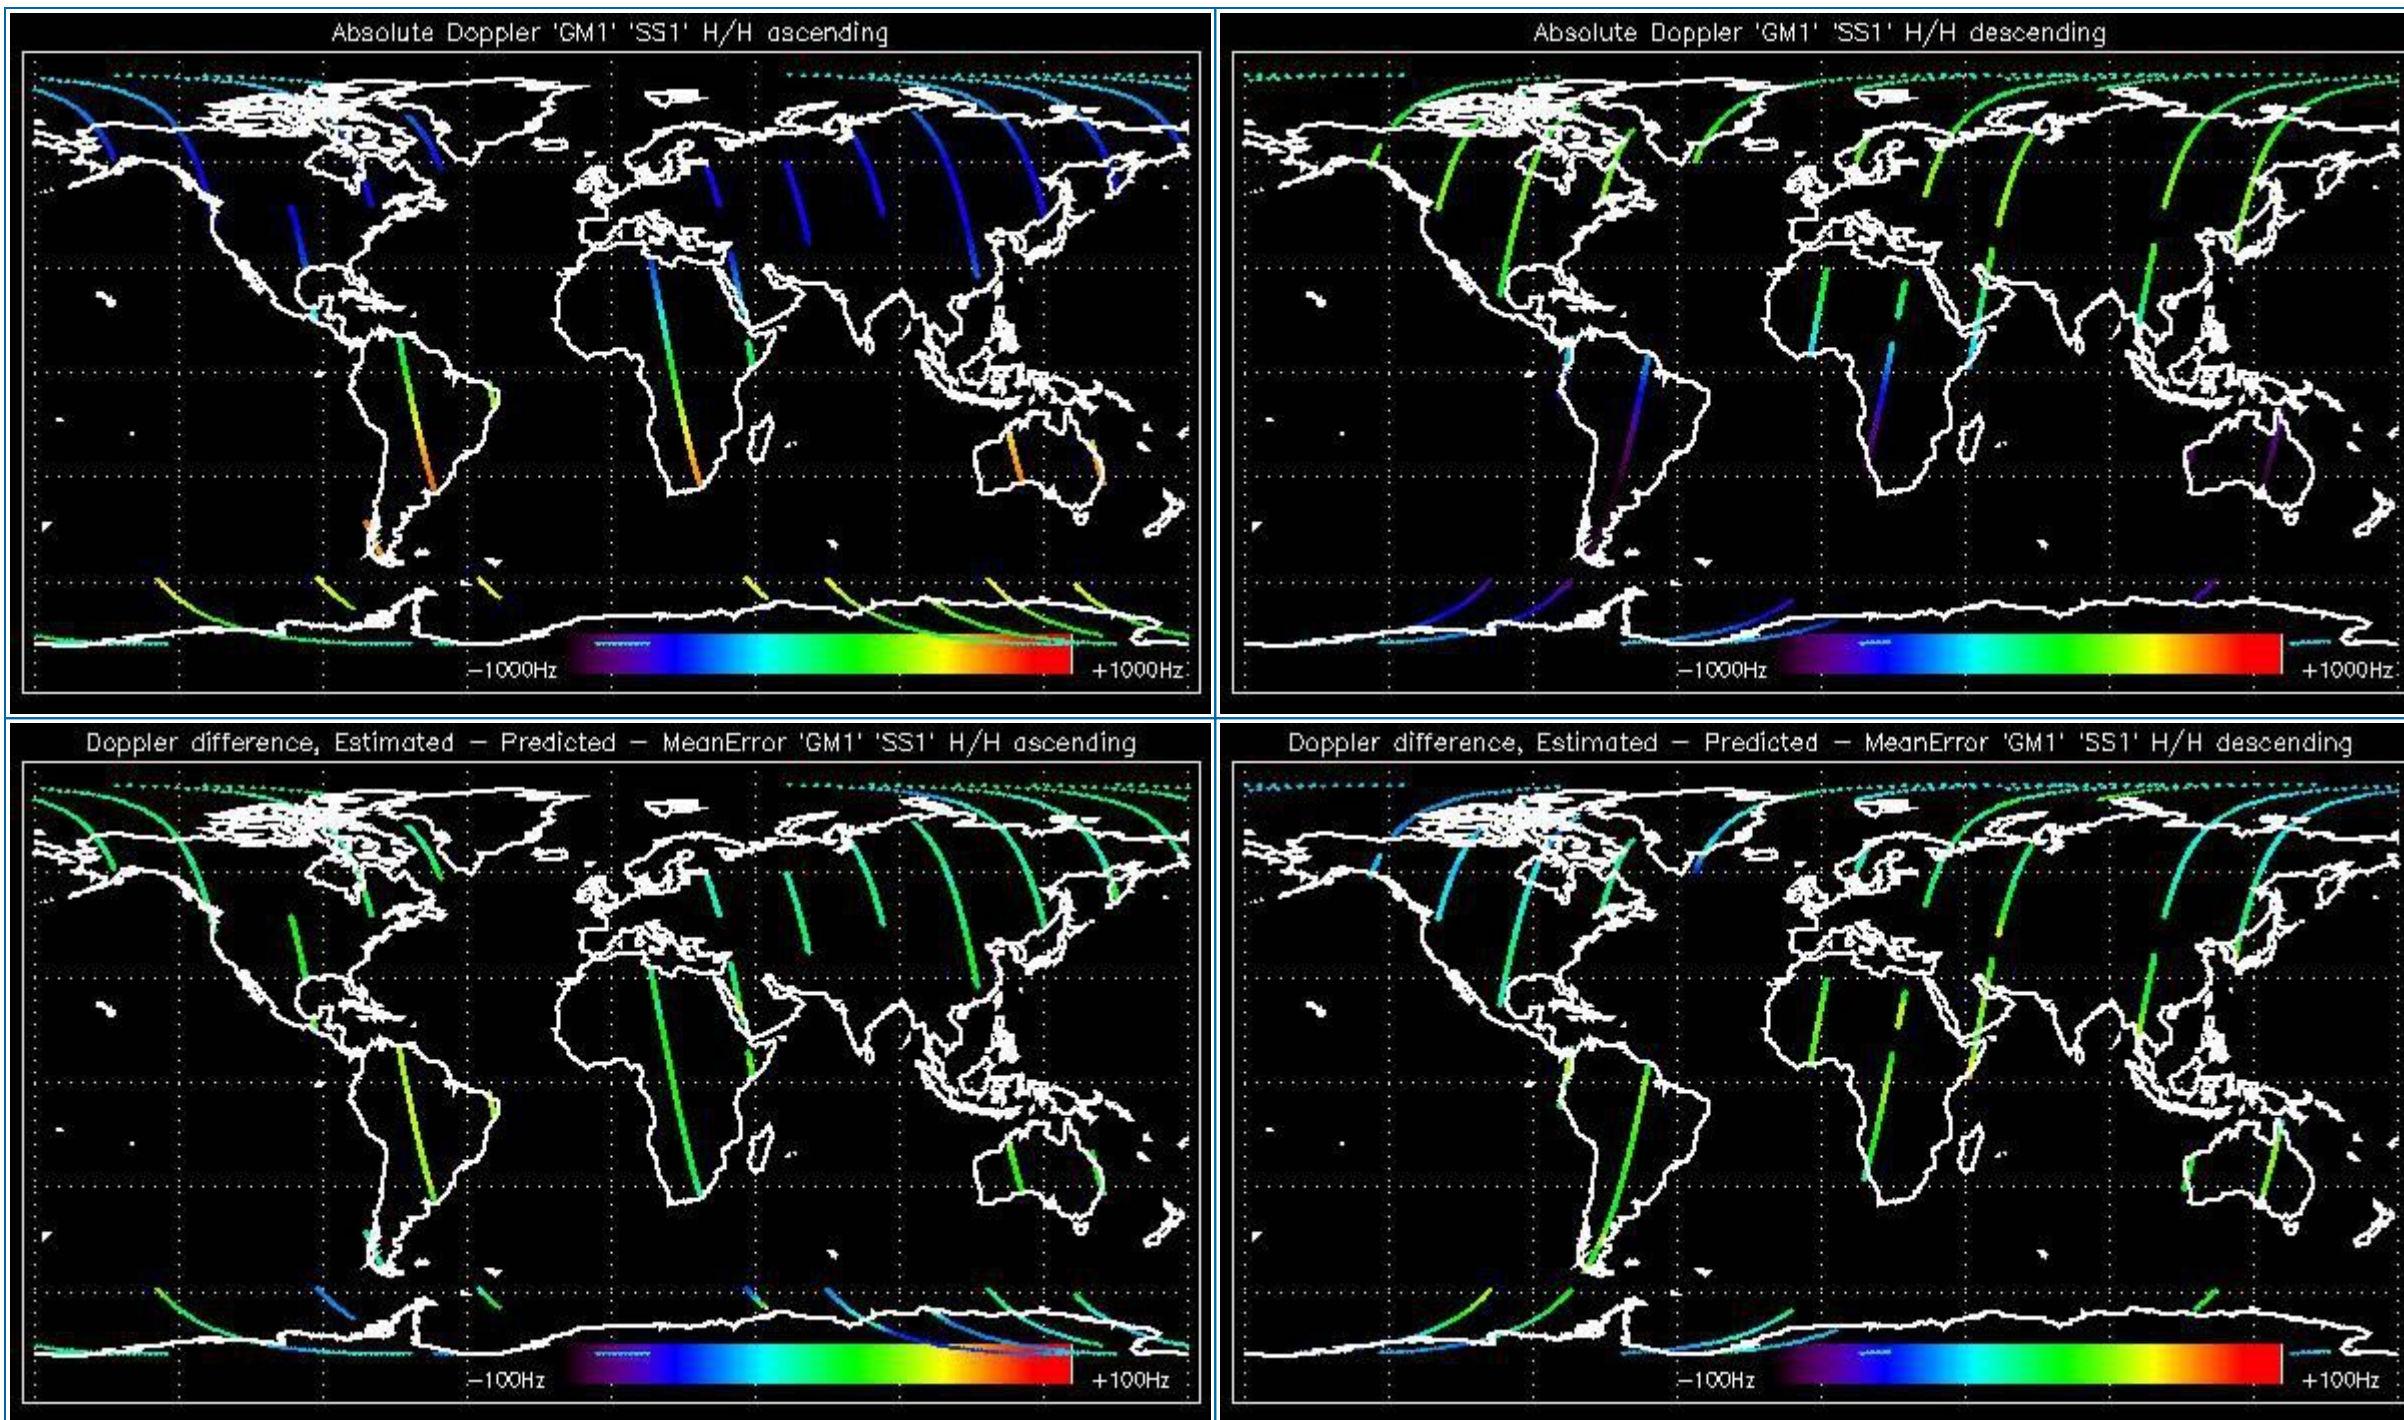 Absolute Doppler 'GM1' 'SS1' H/H ascending
-1000Hz
+1000Hz
Absolute Doppler 'GM1' 'SS1' H/H descending
-1000Hz
+1000Hz
Doppler difference, Estimated - Predicted - MeanError 'GM1' 'SS1' H/H ascending
-100Hz
+100Hz
Doppler difference, Estimated - Predicted - MeanError 'GM1' 'SS1' H/H descending
-100Hz
+100Hz